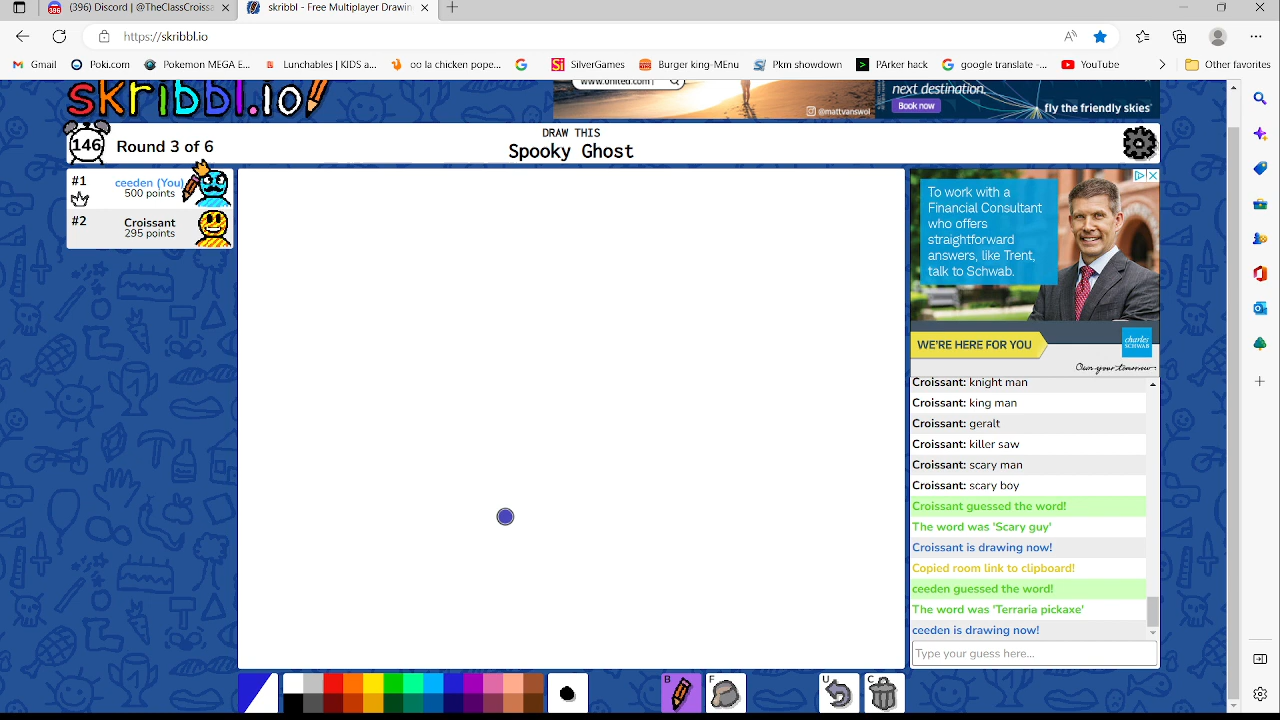 (396) Discord | @TheClassCroissa
skribbl - Free Multiplayer Drawin
https://skribbl.io
Gmail
Poki.com
Pokemon MEGA E...
Lunchables | KIDS a...
oo la chicken pope...
SilverGames
Burger king-MEnu
Pkm showdown
PArker hack
google translate -...
YouTube
Other favorites
skribbl.io
www.united.com
@mattvanswol
next destination.
Book now
fly the friendly skies
146
Round 3 of 6
DRAW THIS
Spooky Ghost
#1
ceeden (You)
500 points
#2
Croissant
295 points
To work with a
Financial Consultant
who offers
straightforward
answers, like Trent,
talk to Schwab.
WE'RE HERE FOR YOU
charles
SCHWAB
Own your tomorrow.
Croissant: knight man
Croissant: king man
Croissant: geralt
Croissant: killer saw
Croissant: scary man
Croissant: scary boy
Croissant guessed the word!
The word was 'Scary guy'
Croissant is drawing now!
Copied room link to clipboard!
ceeden guessed the word!
The word was 'Terraria pickaxe'
ceeden is drawing now!
Type your guess here...
B
F
U
C